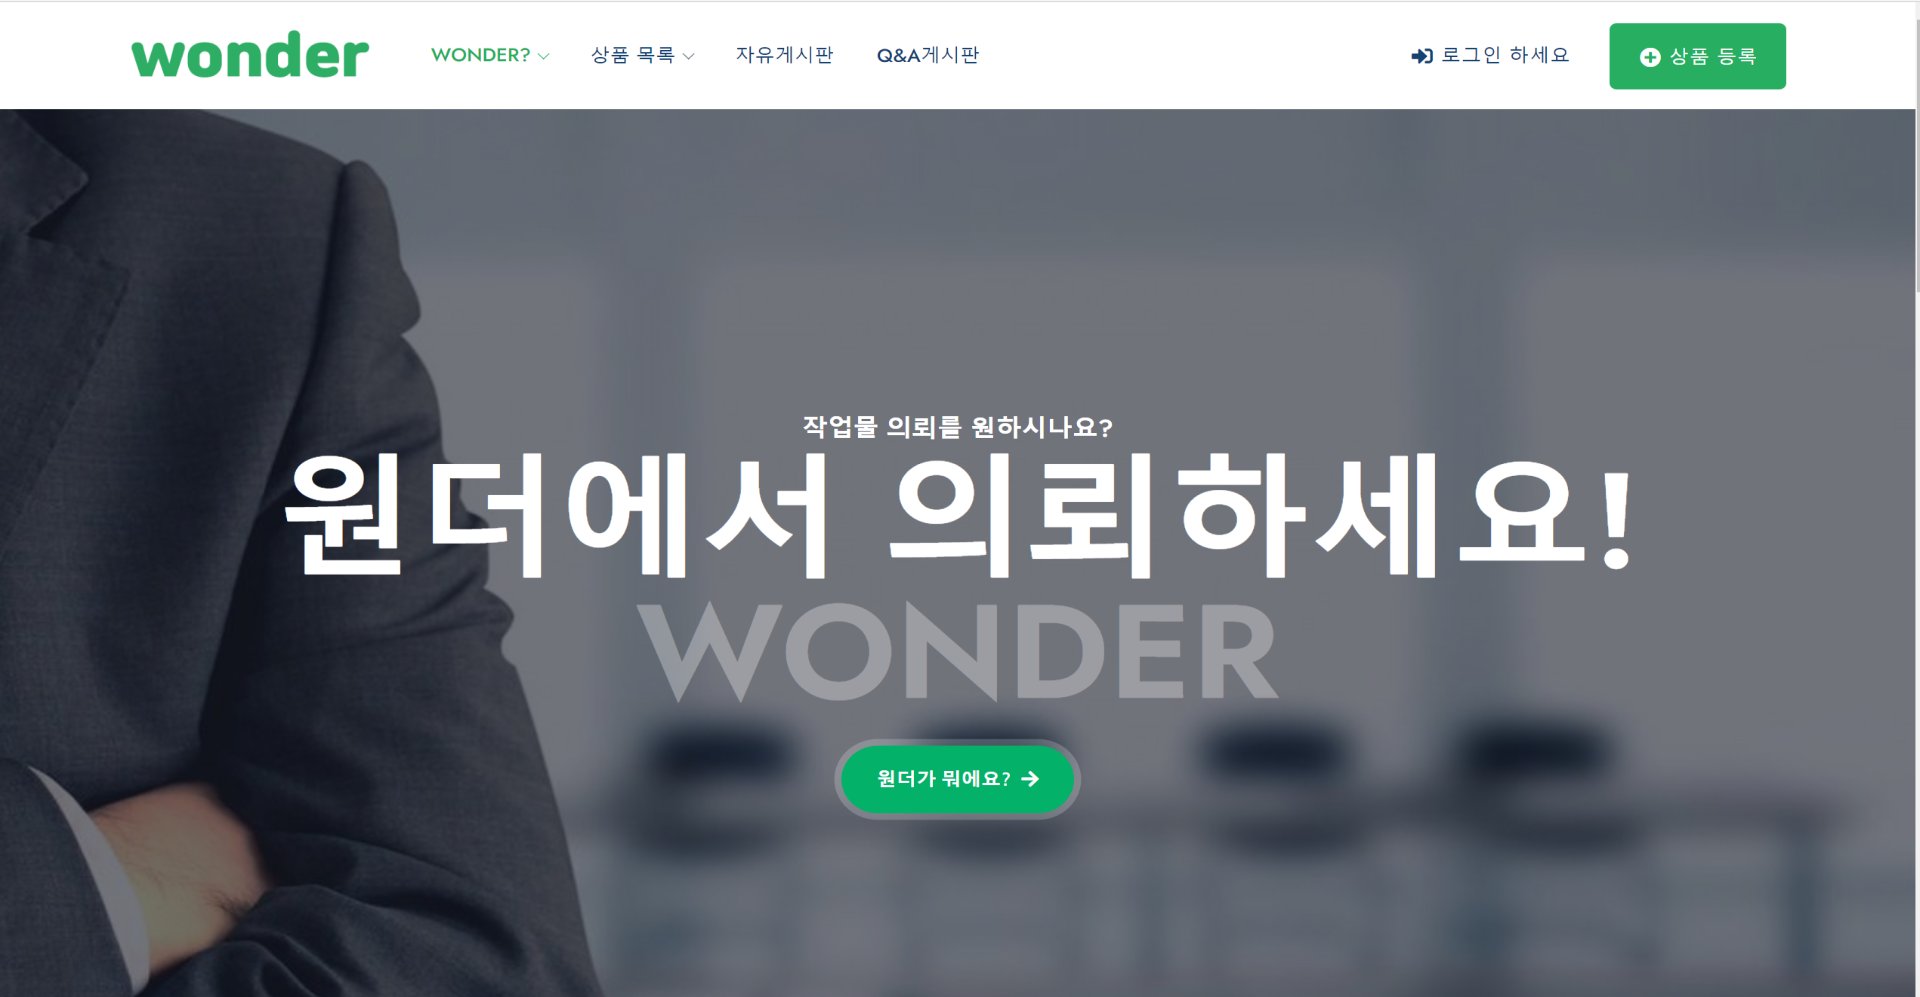 wonder
WONDER? 상품 목록 자유게시판 Q&A게시판 로그인 하세요 상품 등록
작업물 의뢰를 원하시나요?
원더에서 의뢰하세요!
WONDER
원더가 뭐에요?